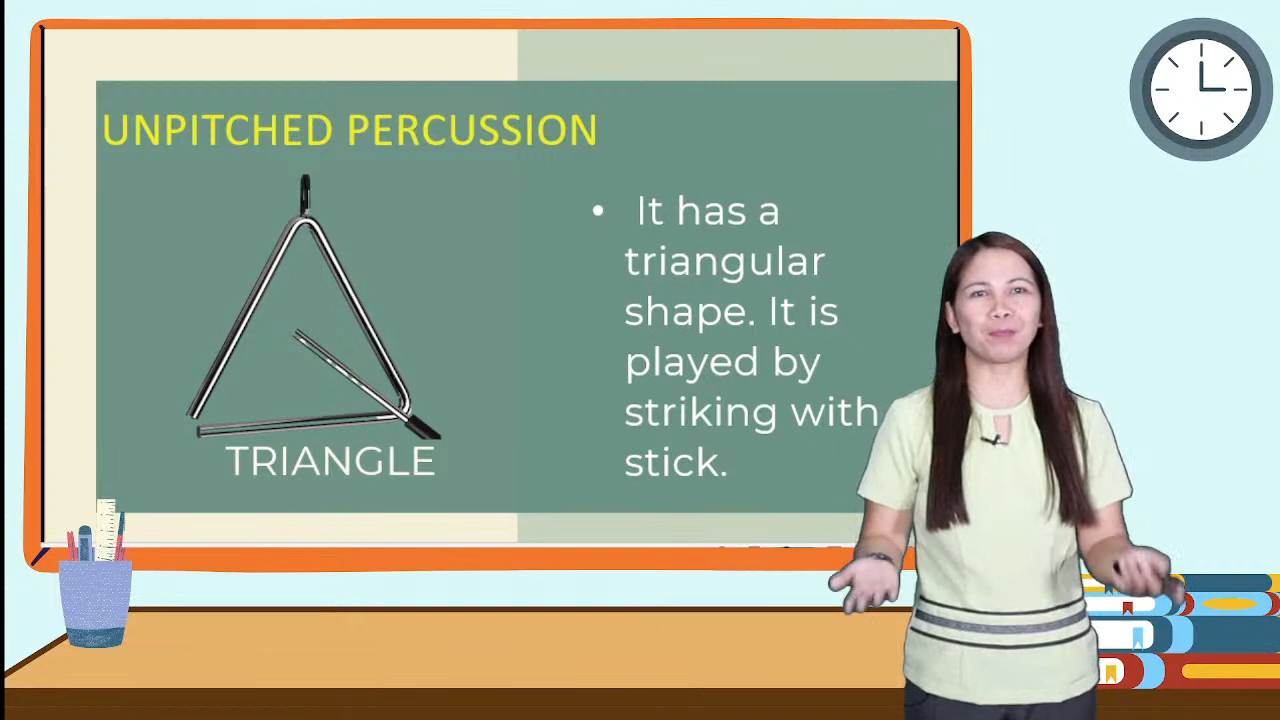 UNPITCHED PERCUSSION
• It has a
triangular
shape. It is
played by
striking with
stick.
TRIANGLE